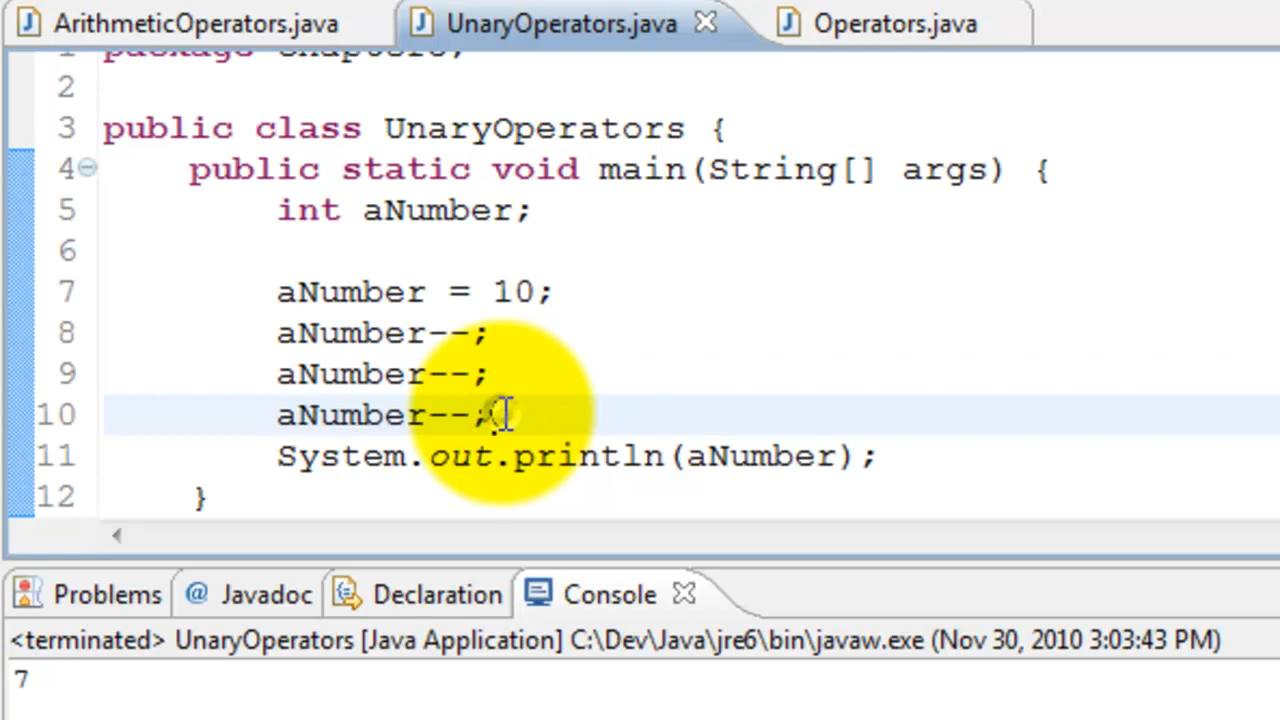 ArithmeticOperators.java UnaryOperators.java Operators.java
1 package
2
3 public class UnaryOperators {
4 public static void main(String[] args) {
5 int aNumber;
6
7 aNumber = 10;
8 aNumber--;
9 aNumber--;
10 aNumber--;
11 System.out.println(aNumber);
12 }
Problems @ Javadoc Declaration Console
<terminated> UnaryOperators [Java Application] C:\Dev\Java\jre6\bin\javaw.exe (Nov 30, 2010 3:03:43 PM)
7